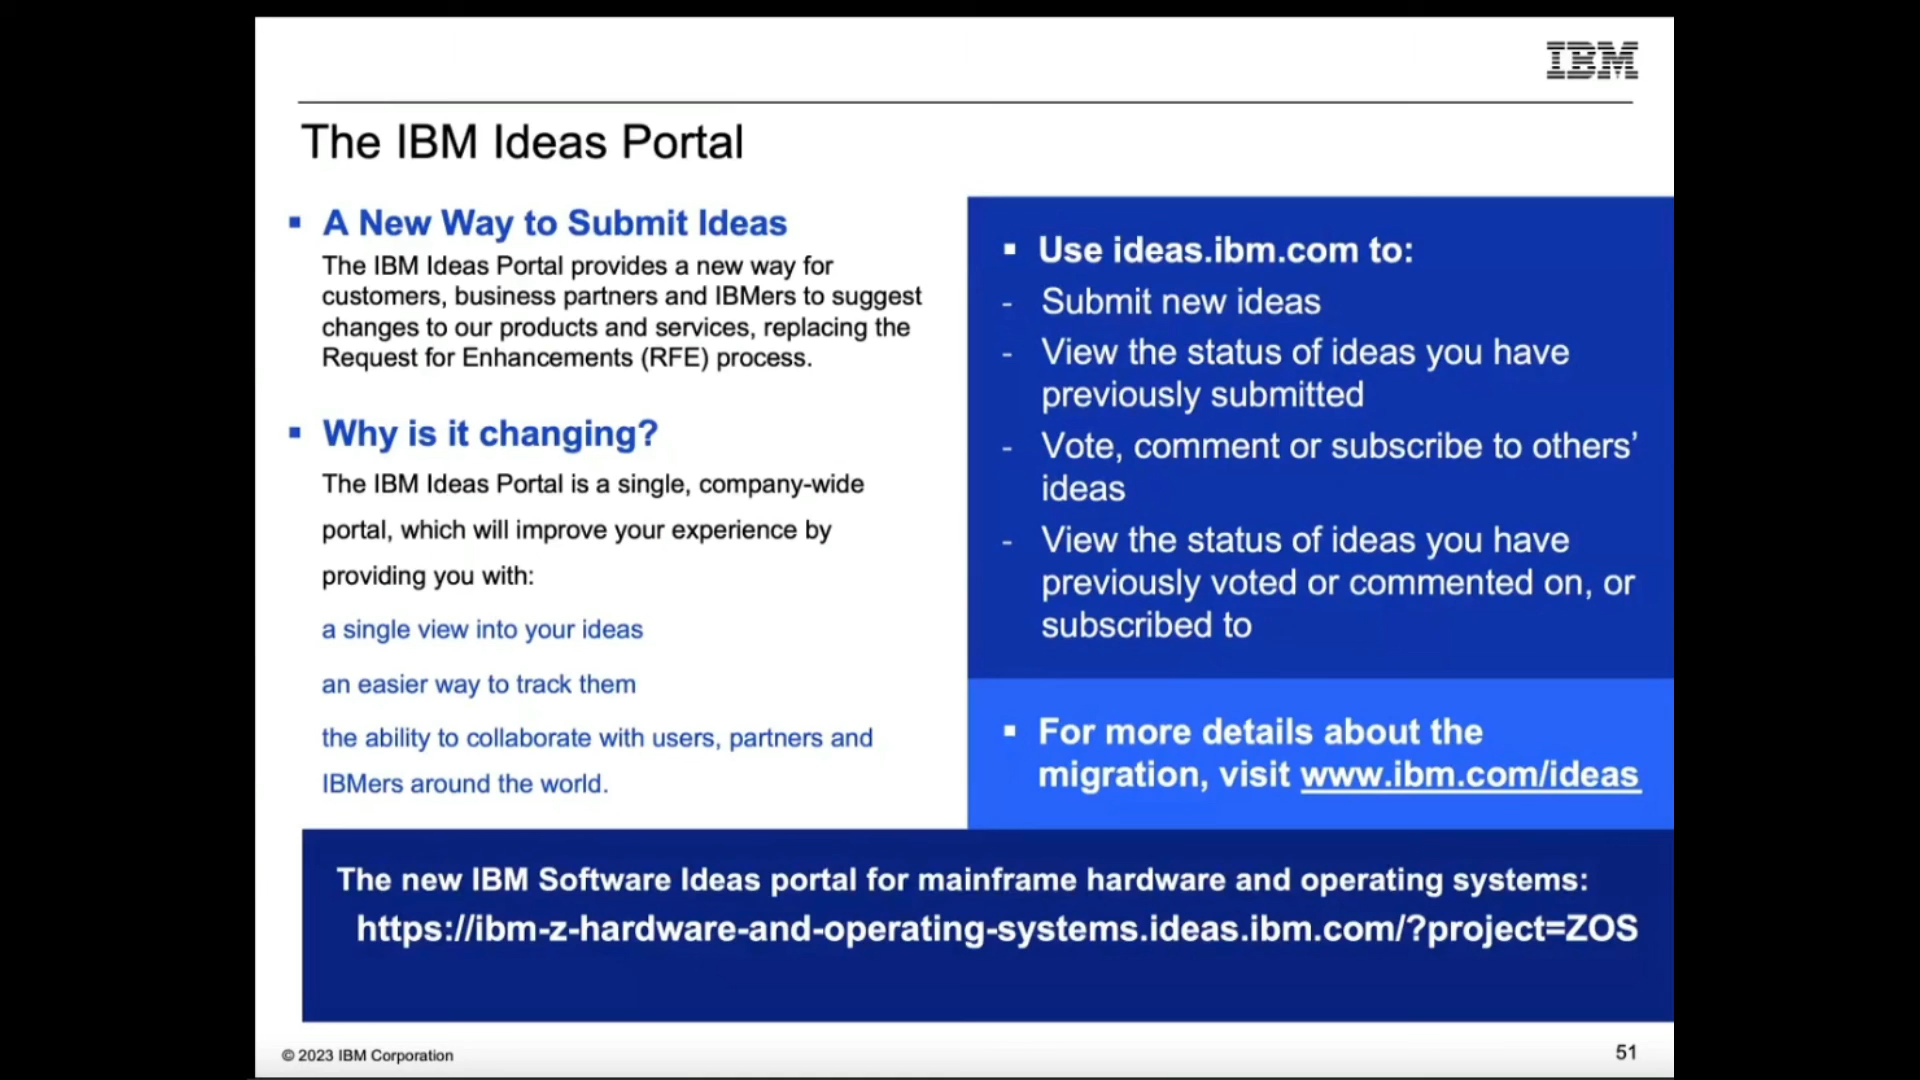 IBM
The IBM Ideas Portal
▪ A New Way to Submit Ideas
The IBM Ideas Portal provides a new way for
customers, business partners and IBMers to suggest
changes to our products and services, replacing the
Request for Enhancements (RFE) process.
▪ Why is it changing?
The IBM Ideas Portal is a single, company-wide
portal, which will improve your experience by
providing you with:
a single view into your ideas
an easier way to track them
the ability to collaborate with users, partners and
IBMers around the world.
▪ Use ideas.ibm.com to:
- Submit new ideas
- View the status of ideas you have
previously submitted
- Vote, comment or subscribe to others’
ideas
- View the status of ideas you have
previously voted or commented on, or
subscribed to
▪ For more details about the
migration, visit www.ibm.com/ideas
The new IBM Software Ideas portal for mainframe hardware and operating systems:
https://ibm-z-hardware-and-operating-systems.ideas.ibm.com/?project=ZOS
© 2023 IBM Corporation
51